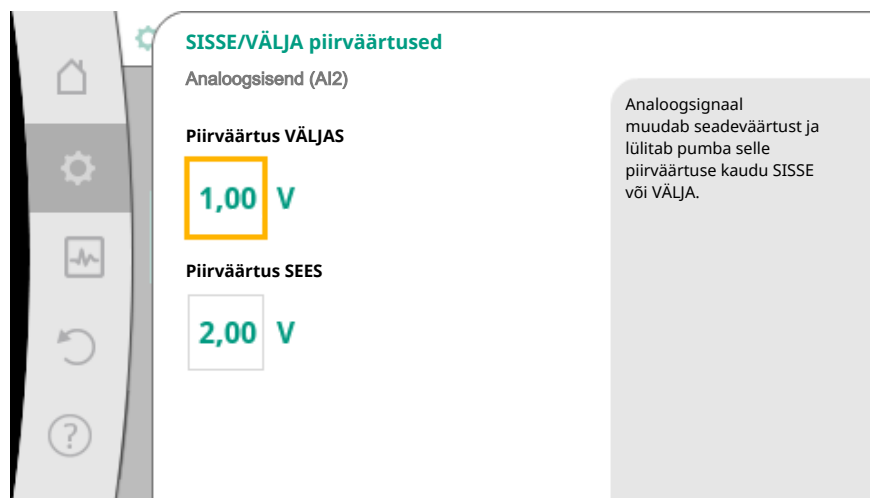 SISSE/VÄLJA piirväärtused
Analoogsisend (AI2)
Piirväärtus VÄLJAS
1,00 V
Piirväärtus SEES
2,00 V
Analoogsignaal
muudab seadeväärtust ja
lülitab pumba selle
piirväärtuse kaudu SISSE
või VÄLJA.
?